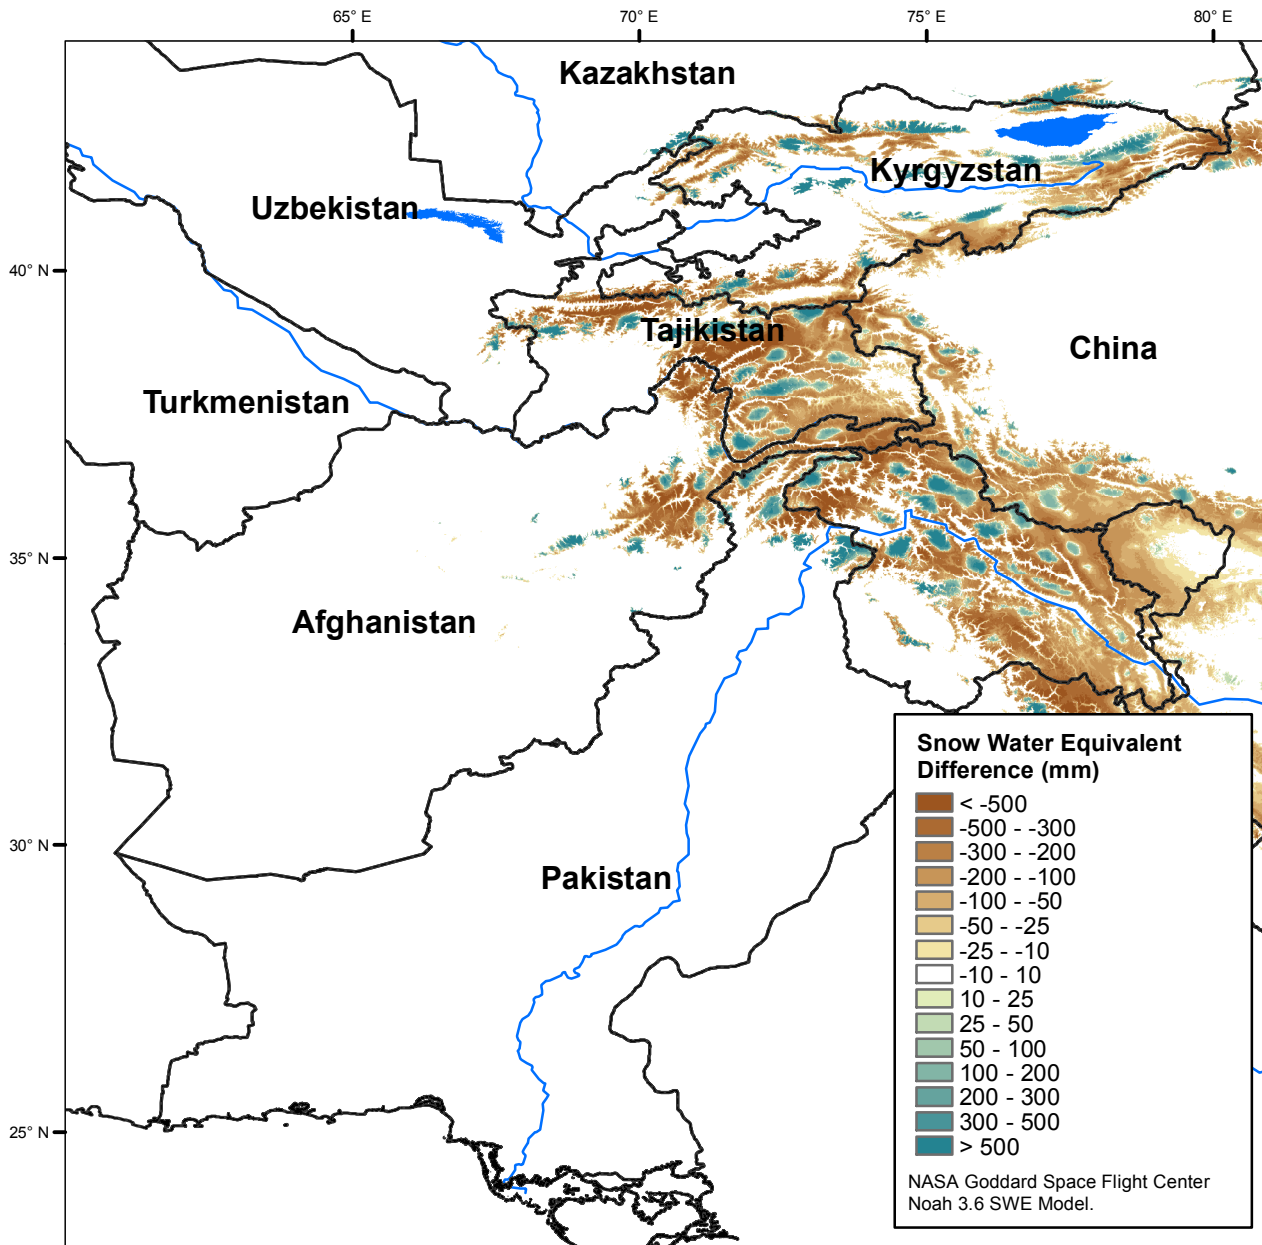 65° E 70° E 75° E 80° E
Kazakhstan
Kyrgyzstan
Uzbekistan
40° N
Tajikistan
China
Turkmenistan
35° N
Afghanistan
Snow Water Equivalent
Difference (mm)
< -500
-500 - -300
-300 - -200
-200 - -100
-100 - -50
-50 - -25
-25 - -10
-10 - 10
10 - 25
25 - 50
50 - 100
100 - 200
200 - 300
300 - 500
> 500
NASA Goddard Space Flight Center
Noah 3.6 SWE Model.
30° N
Pakistan
25° N